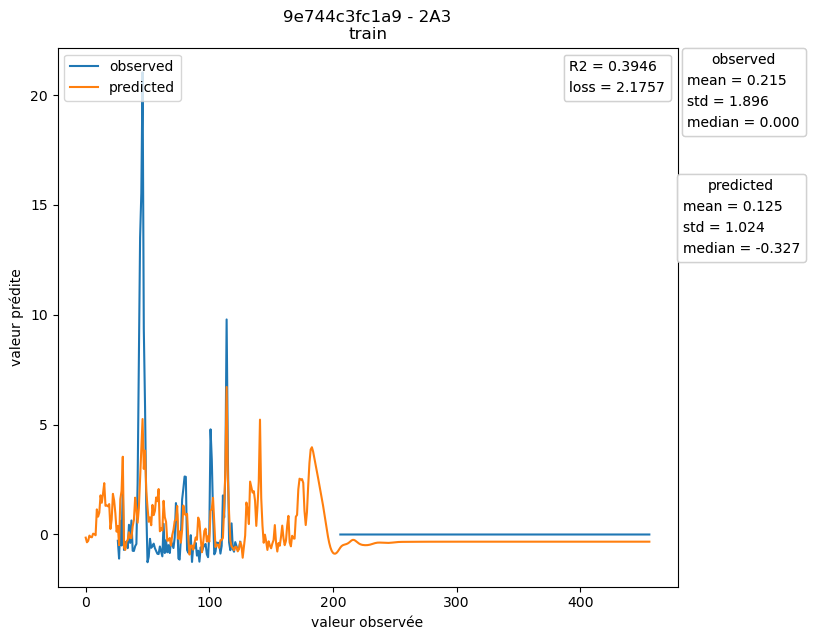 9e744c3fc1a9 - 2A3
train
observed
predicted
R2 = 0.3946
loss = 2.1757
observed
mean = 0.215
std = 1.896
median = 0.000
predicted
mean = 0.125
std = 1.024
median = -0.327
valeur prédite
20
15
10
5
0
0
100
200
300
400
valeur observée